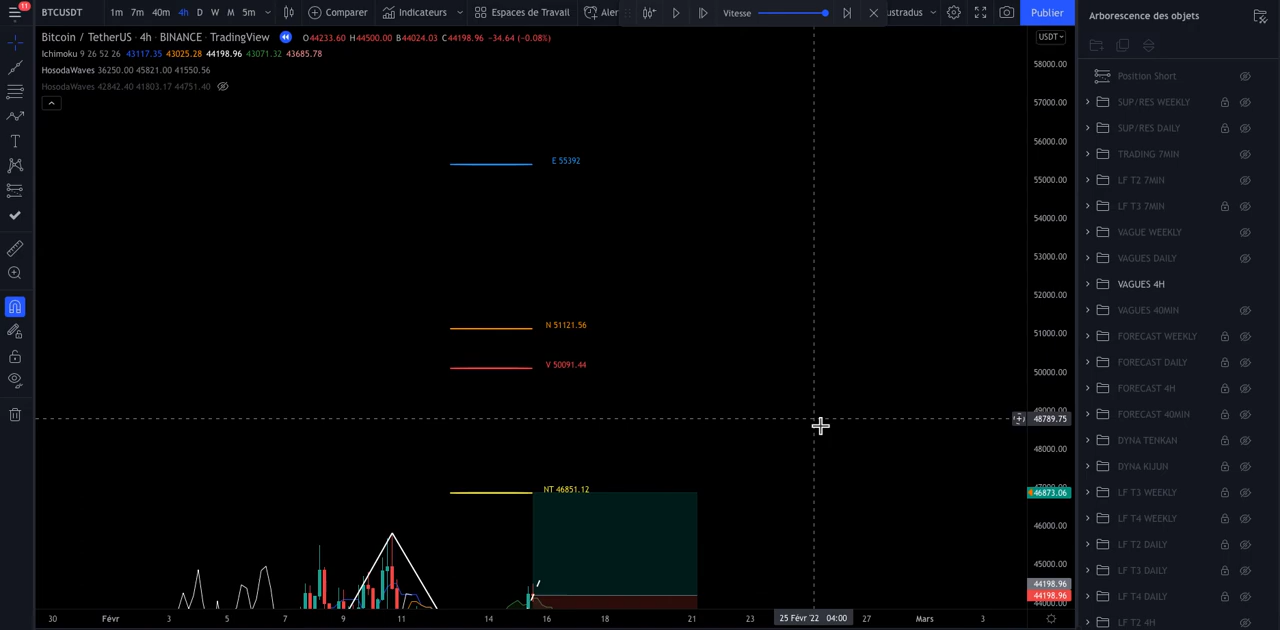 11
BTCUSDT 1m 7m 40m 4h D W M 5m Comparer Indicateurs Espaces de Travail Aler Vitesse ustradus Publier
Arborescence des objets
Bitcoin / TetherUS 4h BINANCE TradingView O44233.60 H44500.00 B44024.03 C44198.96 −34.64 (−0.08%)
USDT
Ichimoku 9 26 52 26 43117.35 43025.28 44198.96 43071.32 43685.78
HosodaWaves 36250.00 45821.00 41550.56
HosodaWaves 42842.40 41803.17 44751.40
E 55392
N 51121.56
V 50091.44
NT 46851.12
58000.00
57000.00
56000.00
55000.00
54000.00
53000.00
52000.00
51000.00
50000.00
49000.00
48789.75
48000.00
46873.06
46000.00
45000.00
44198.96
44198.96
44000.00
30 Févr 3 5 7 9 11 14 16 18 21 23 25 Févr '22 04:00 27 Mars 3
Position Short
SUP/RES WEEKLY
SUP/RES DAILY
TRADING 7MIN
LF T2 7MIN
LF T3 7MIN
VAGUE WEEKLY
VAGUES DAILY
VAGUES 4H
VAGUES 40MIN
FORECAST WEEKLY
FORECAST DAILY
FORECAST 4H
FORECAST 40MIN
DYNA TENKAN
DYNA KIJUN
LF T3 WEEKLY
LF T4 WEEKLY
LF T2 DAILY
LF T3 DAILY
LF T4 DAILY
LF T2 4H